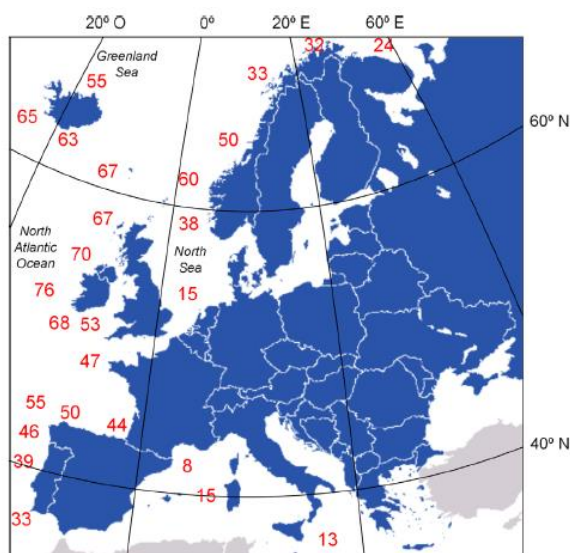 20º O
0º
20º E
60º E
32
24
Greenland
Sea
55
33
65
63
60º N
50
67
60
67
38
North
Atlantic
Ocean
70
North
Sea
76
15
68
53
47
55
50
44
46
40º N
39
8
15
33
13